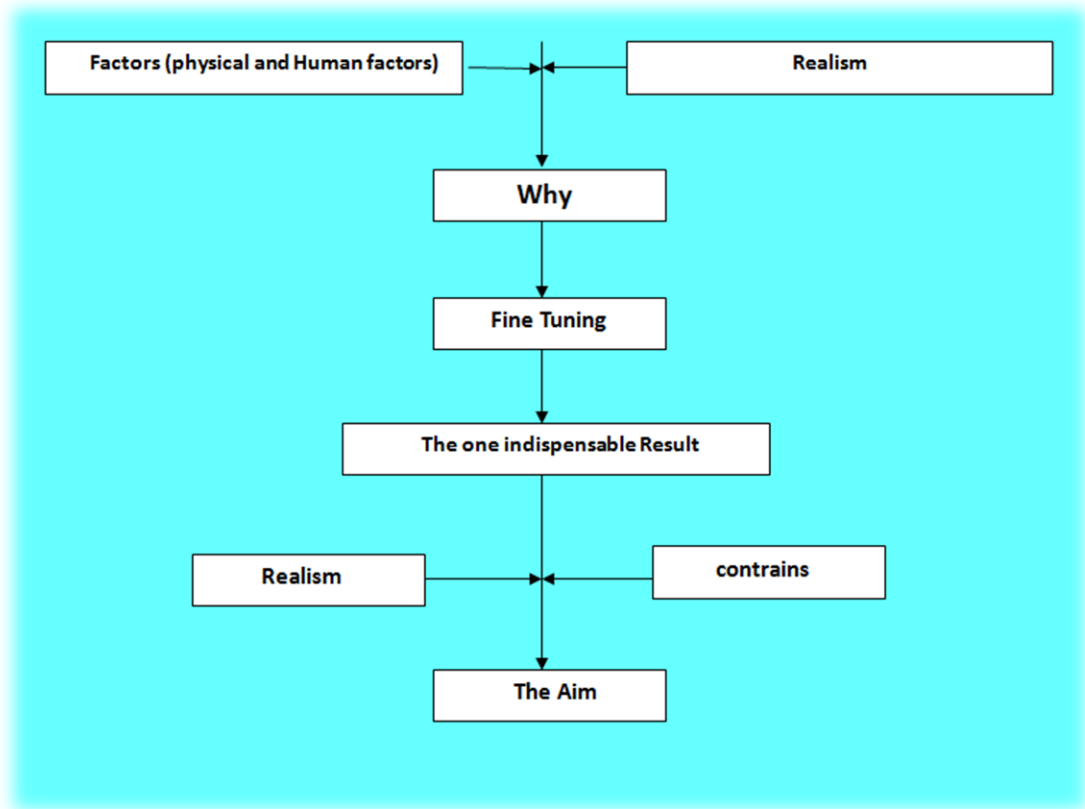 Factors (physical and Human factors)
Realism
Why
Fine Tuning
The one indispensable Result
Realism
contrains
The Aim